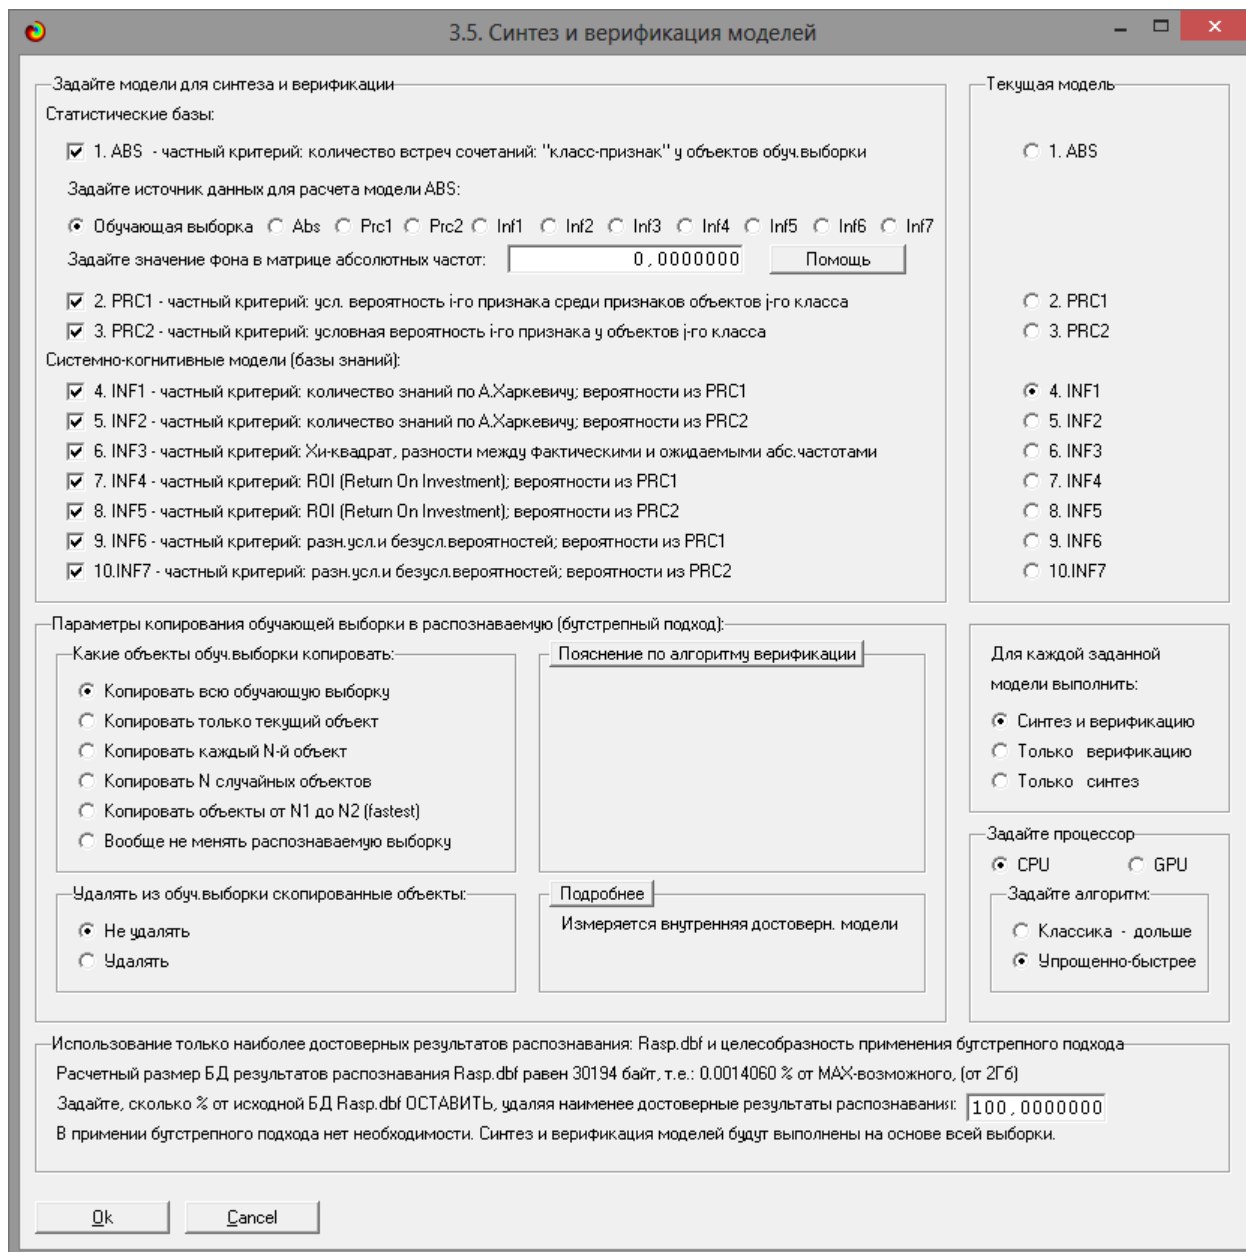 3.5. Синтез и верификация моделей
Задайте модели для синтеза и верификации
Статистические базы:
1. ABS - частный критерий: количество встреч сочетаний: "класс-признак" у объектов обуч.выборки
Задайте источник данных для расчета модели ABS:
Обучающая выборка Abs Prc1 Prc2 Inf1 Inf2 Inf3 Inf4 Inf5 Inf6 Inf7
Задайте значение фона в матрице абсолютных частот: 0,0000000 Помощь
2. PRC1 - частный критерий: усл. вероятность i-го признака среди признаков объектов j-го класса
3. PRC2 - частный критерий: условная вероятность i-го признака у объектов j-го класса
Системно-когнитивные модели (базы знаний):
4. INF1 - частный критерий: количество знаний по А.Харкевичу; вероятности из PRC1
5. INF2 - частный критерий: количество знаний по А.Харкевичу; вероятности из PRC2
6. INF3 - частный критерий: Хи-квадрат, разности между фактическими и ожидаемыми абс.частотами
7. INF4 - частный критерий: ROI (Return On Investment); вероятности из PRC1
8. INF5 - частный критерий: ROI (Return On Investment); вероятности из PRC2
9. INF6 - частный критерий: разн.усл.и безусл.вероятностей; вероятности из PRC1
10.INF7 - частный критерий: разн.усл.и безусл.вероятностей; вероятности из PRC2
Текущая модель
1. ABS
2. PRC1
3. PRC2
4. INF1
5. INF2
6. INF3
7. INF4
8. INF5
9. INF6
10.INF7
Параметры копирования обучающей выборки в распознаваемую (бутстрепный подход):
Какие объекты обуч.выборки копировать:
Копировать всю обучающую выборку
Копировать только текущий объект
Копировать каждый N-й объект
Копировать N случайных объектов
Копировать объекты от N1 до N2 (fastest)
Вообще не менять распознаваемую выборку
Пояснение по алгоритму верификации
Удалять из обуч.выборки скопированные объекты:
Не удалять
Удалять
Подробнее
Измеряется внутренняя достоверн. модели
Для каждой заданной
модели выполнить:
Синтез и верификацию
Только верификацию
Только синтез
Задайте процессор
CPU GPU
Задайте алгоритм:
Классика - дольше
Упрощенно-быстрее
Использование только наиболее достоверных результатов распознавания: Rasp.dbf и целесобразность применения бутстрепного подхода
Расчетный размер БД результатов распознавания Rasp.dbf равен 30194 байт, т.е.: 0.0014060 % от MAX-возможного, (от 2Гб)
Задайте, сколько % от исходной БД Rasp.dbf ОСТАВИТЬ, удаляя наименее достоверные результаты распознавания: 100,0000000
В примении бутстрепного подхода нет необходимости. Синтез и верификация моделей будут выполнены на основе всей выборки.
Ok Cancel